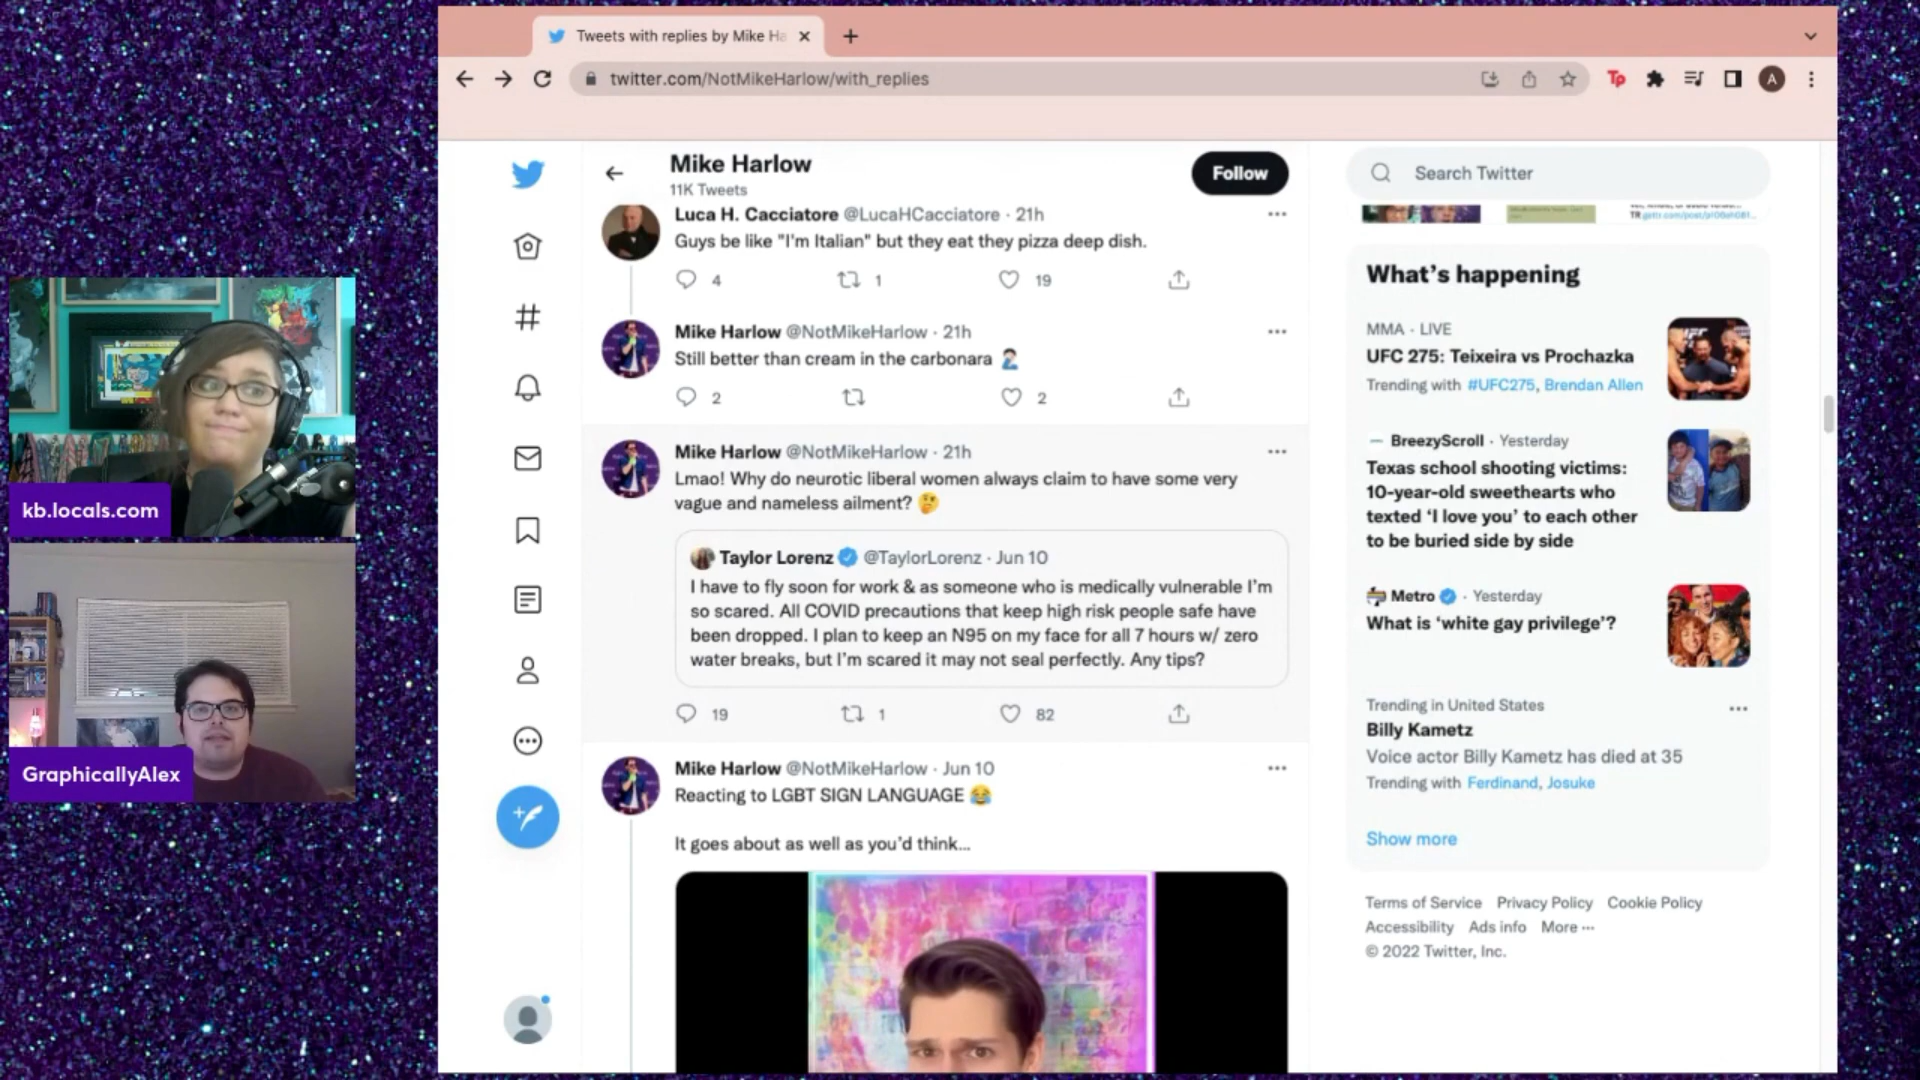 Tweets with replies by Mike Ha
twitter.com/NotMikeHarlow/with_replies
Tp
A
Mike Harlow
11K Tweets
Follow
Search Twitter
Luca H. Cacciatore @LucaHCacciatore · 21h
Guys be like "I'm Italian" but they eat they pizza deep dish.
4 1 19
Mike Harlow @NotMikeHarlow · 21h
Still better than cream in the carbonara 🤦🏻‍♂️
2 2
Mike Harlow @NotMikeHarlow · 21h
Lmao! Why do neurotic liberal women always claim to have some very
vague and nameless ailment? 🤔
Taylor Lorenz @TaylorLorenz · Jun 10
I have to fly soon for work & as someone who is medically vulnerable I'm
so scared. All COVID precautions that keep high risk people safe have
been dropped. I plan to keep an N95 on my face for all 7 hours w/ zero
water breaks, but I'm scared it may not seal perfectly. Any tips?
19 1 82
Mike Harlow @NotMikeHarlow · Jun 10
Reacting to LGBT SIGN LANGUAGE 😂
It goes about as well as you'd think...
What's happening
MMA · LIVE
UFC 275: Teixeira vs Prochazka
Trending with #UFC275, Brendan Allen
BreezyScroll · Yesterday
Texas school shooting victims:
10-year-old sweethearts who
texted 'I love you' to each other
to be buried side by side
Metro · Yesterday
What is 'white gay privilege'?
Trending in United States
Billy Kametz
Voice actor Billy Kametz has died at 35
Trending with Ferdinand, Josuke
Show more
Terms of Service Privacy Policy Cookie Policy
Accessibility Ads info More ···
© 2022 Twitter, Inc.
kb.locals.com
GraphicallyAlex